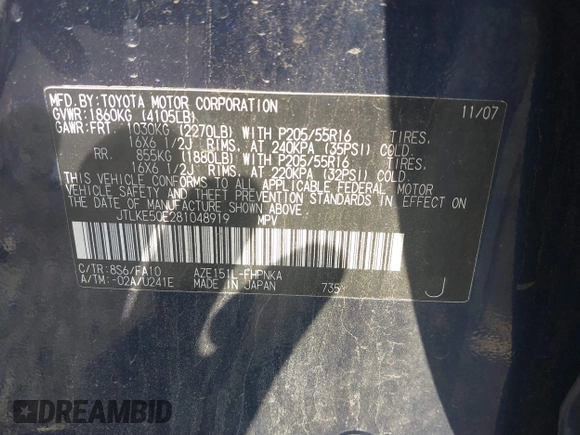 MFD.BY:TOYOTA MOTOR CORPORATION 11/07
GVWR:1860KG (4105LB)
GAWR:FRT. 1030KG (2270LB) WITH P205/55R16 TIRES,
16X6 1/2J RIMS, AT 240KPA (35PSI) COLD.
RR. 855KG (1880LB) WITH P205/55R16 TIRES,
16X6 1/2J RIMS, AT 220KPA (32PSI) COLD.
THIS VEHICLE CONFORMS TO ALL APPLICABLE FEDERAL MOTOR
VEHICLE SAFETY AND THEFT PREVENTION STANDARDS IN EFFECT ON
THE DATE OF MANUFACTURE SHOWN ABOVE.
JTLKE50E281048919 MPV
C/TR:8S6/FA10 AZE151L-FHPNKA
A/TM:-02A/U241E MADE IN JAPAN 735 J
DREAMBID